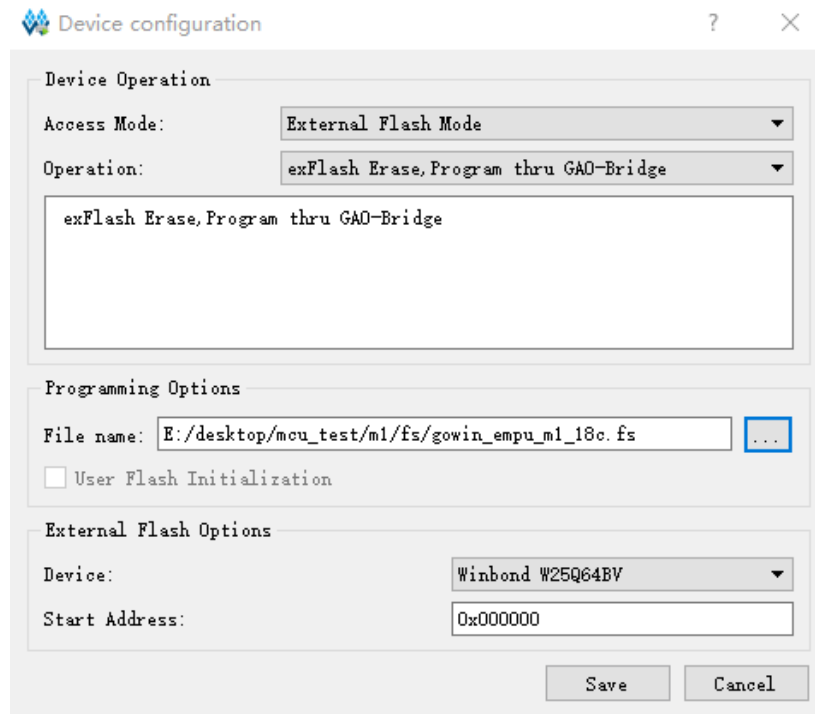 Device configuration
Device Operation
Access Mode: External Flash Mode
Operation: exFlash Erase,Program thru GAO-Bridge
exFlash Erase,Program thru GAO-Bridge
Programming Options
File name: E:/desktop/mcu_test/m1/fs/gowin_empu_m1_18c.fs ...
User Flash Initialization
External Flash Options
Device: Winbond W25Q64BV
Start Address: 0x000000
Save Cancel